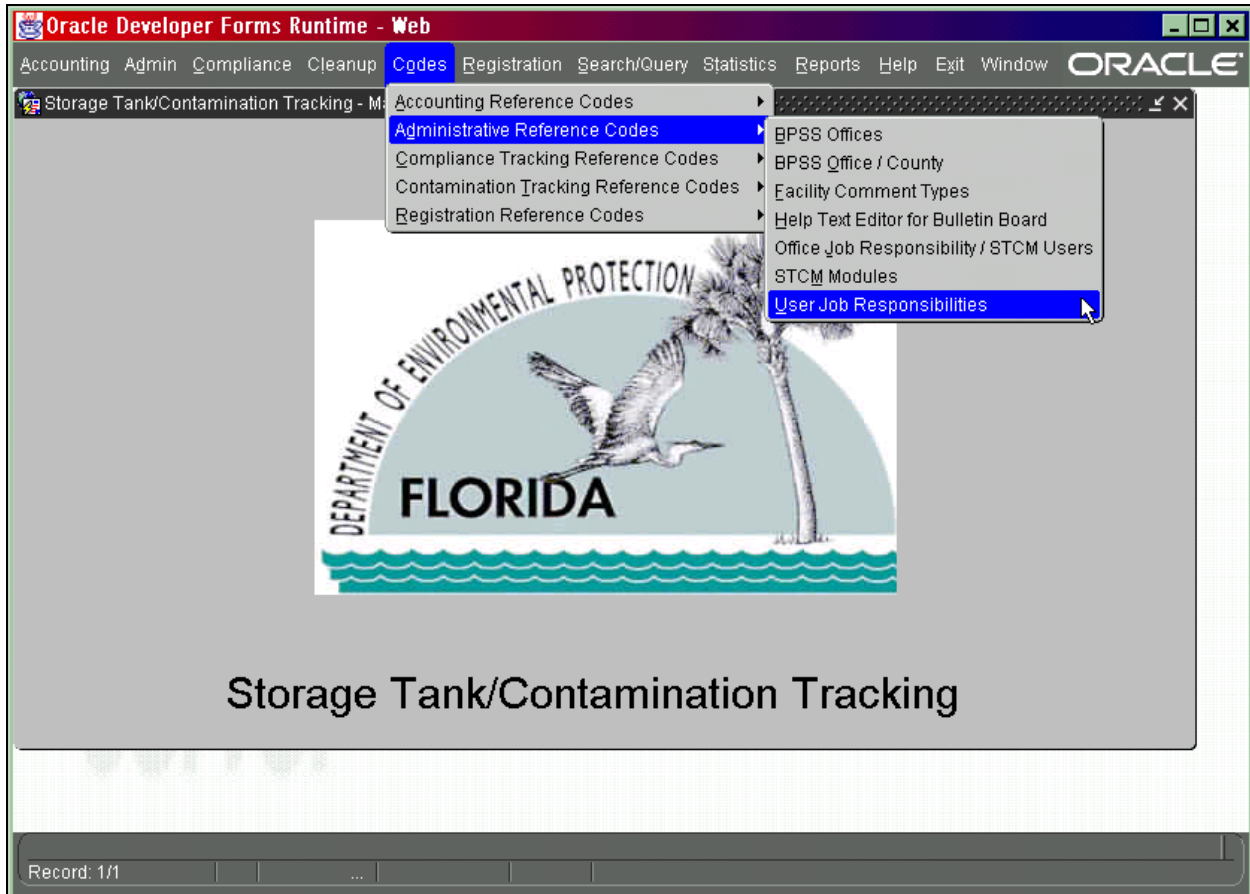 Oracle Developer Forms Runtime - Web
Accounting Admin Compliance Cleanup Codes Registration Search/Query Statistics Reports Help Exit Window ORACLE
Storage Tank/Contamination Tracking - M
Accounting Reference Codes
Administrative Reference Codes
Compliance Tracking Reference Codes
Contamination Tracking Reference Codes
Registration Reference Codes
BPSS Offices
BPSS Office / County
Facility Comment Types
Help Text Editor for Bulletin Board
Office Job Responsibility / STCM Users
STCM Modules
User Job Responsibilities
DEPARTMENT OF ENVIRONMENTAL PROTECTION
FLORIDA
Storage Tank/Contamination Tracking
Record: 1/1
...